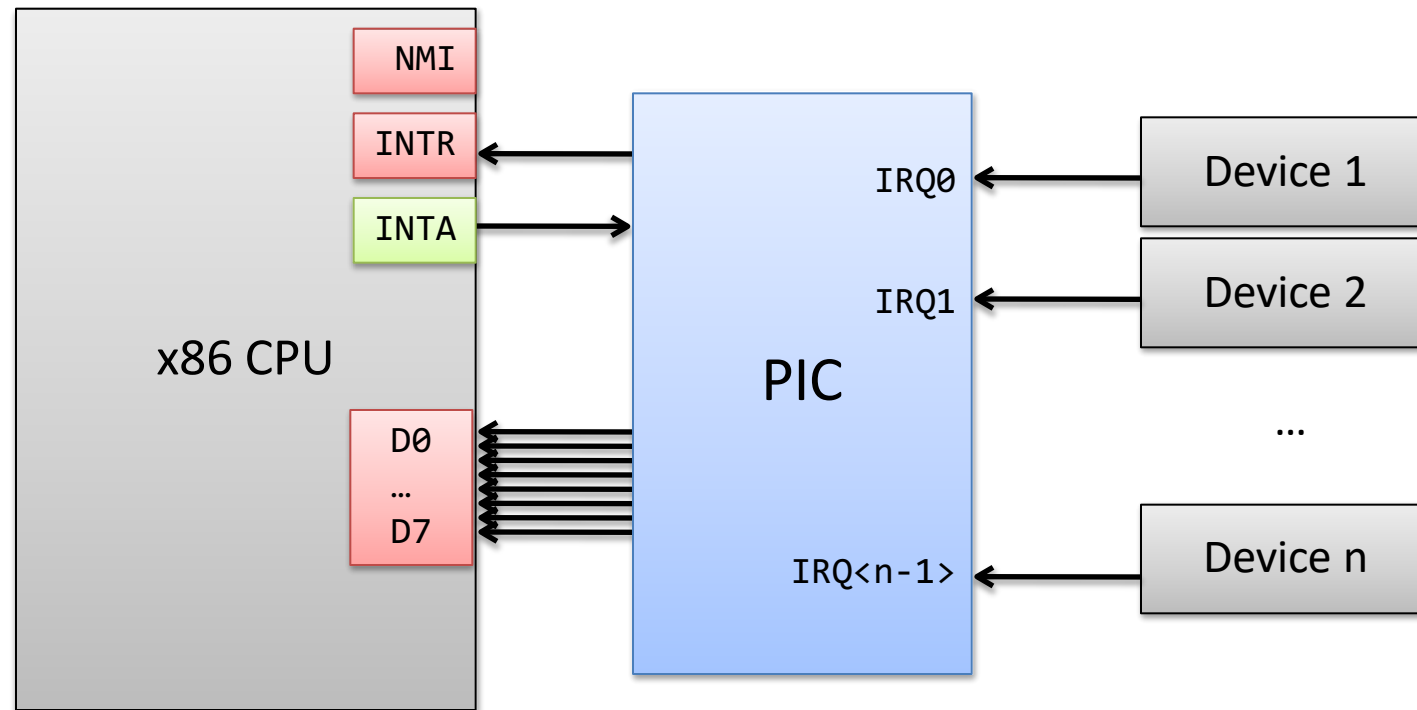 NMI
INTR
INTA
x86 CPU
D0
…
D7
PIC
IRQ0
IRQ1
IRQ<n-1>
Device 1
Device 2
…
Device n